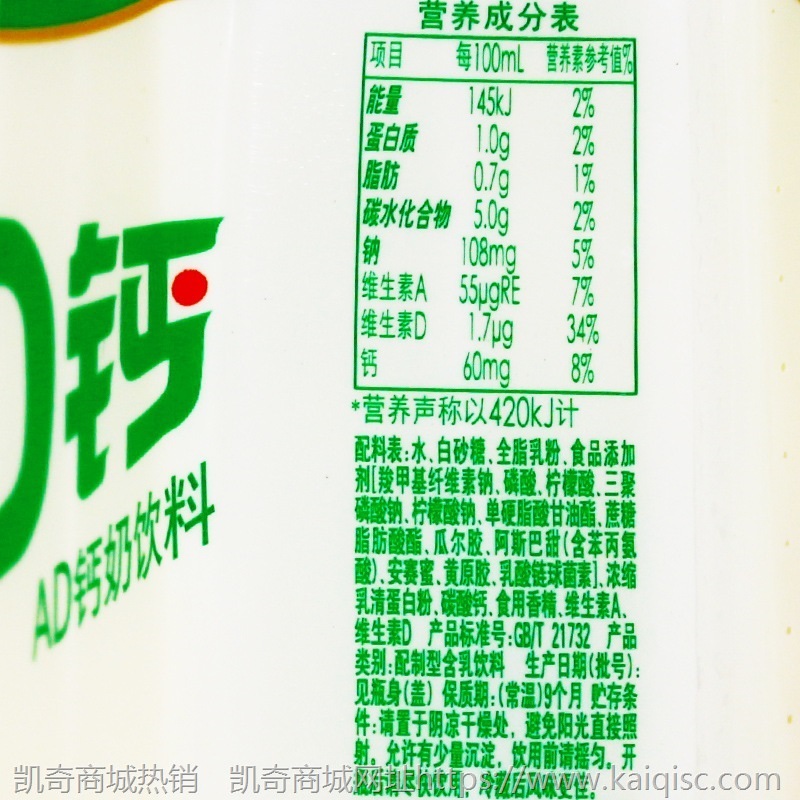 营养成分表
项目 每100mL 营养素参考值%
能量 145kJ 2%
蛋白质 1.0g 2%
脂肪 0.7g 1%
碳水化合物 5.0g 2%
钠 108mg 5%
维生素A 55μgRE 7%
维生素D 1.7μg 34%
钙 60mg 8%
*营养声称以420kJ计
配料表:水、白砂糖、全脂乳粉、食品添加
剂[羧甲基纤维素钠、磷酸、柠檬酸、三聚
磷酸钠、柠檬酸钠、单硬脂酸甘油酯、蔗糖
脂肪酸酯、瓜尔胶、阿斯巴甜(含苯丙氨
酸)、安赛蜜、黄原胶、乳酸链球菌素]、浓缩
乳清蛋白粉、碳酸钙、食用香精、维生素A、
维生素D 产品标准号:GB/T 21732 产品
类别:配制型含乳饮料 生产日期(批号):
见瓶身(盖) 保质期:(常温)9个月 贮存条
件:请置于阴凉干燥处，避免阳光直接照
射。允许有少量沉淀，饮用前请摇匀。开
D钙
AD钙奶饮料
凯奇商城热销 凯奇商城网址https://www.kaiqisc.com